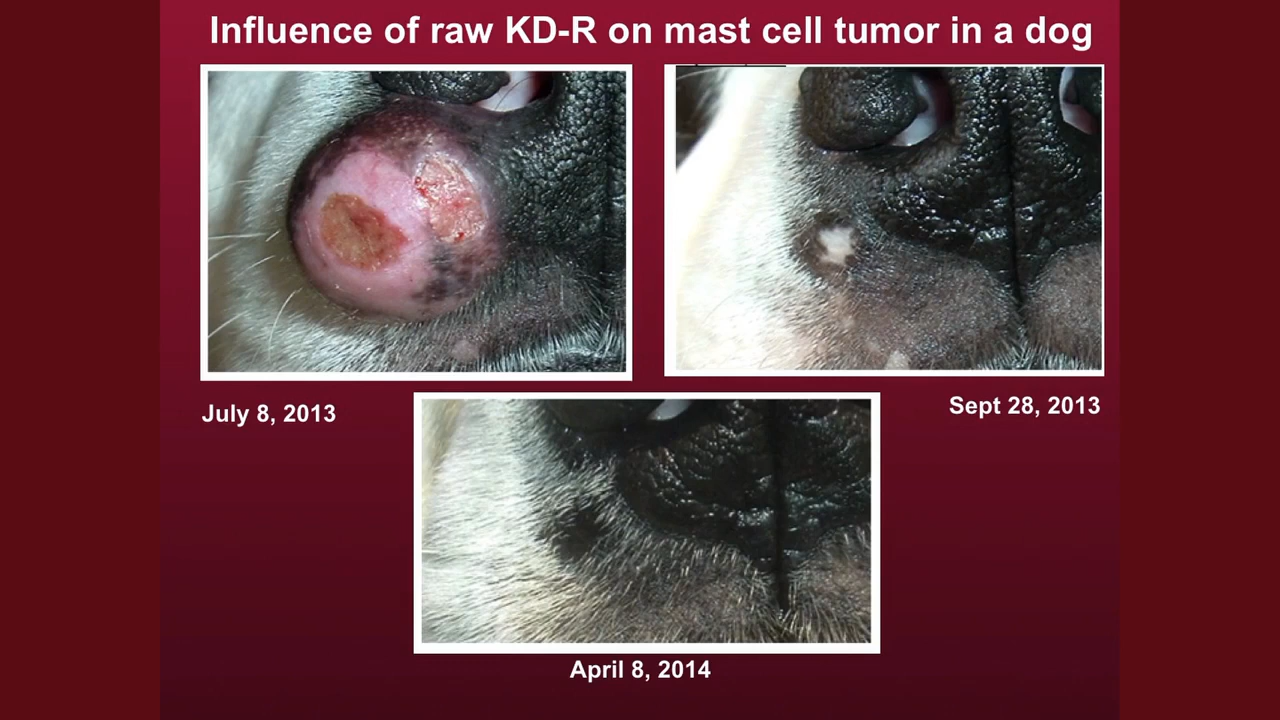 Influence of raw KD-R on mast cell tumor in a dog
July 8, 2013
Sept 28, 2013
April 8, 2014